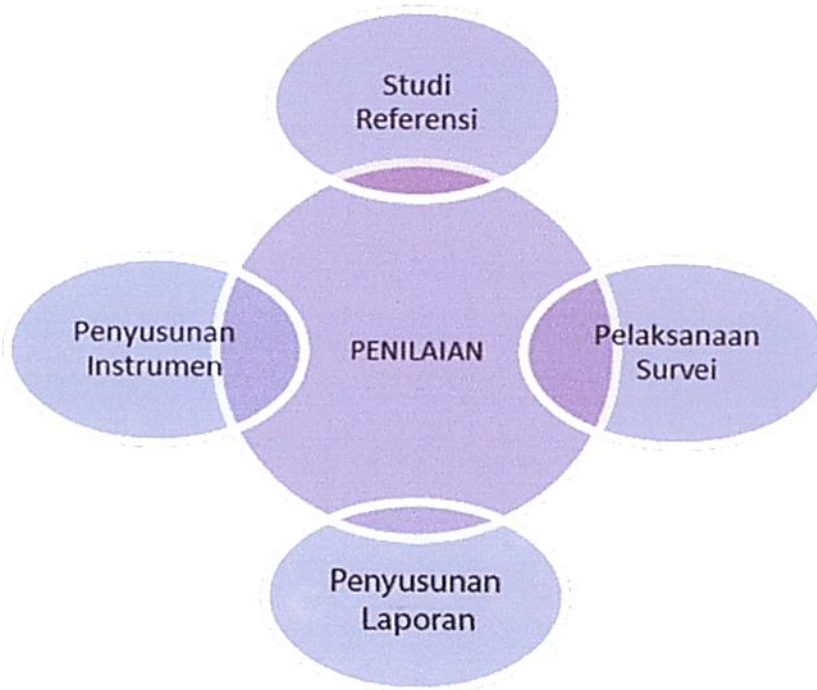 Studi
Referensi
Penyusunan
Instrumen
PENILAIAN
Pelaksanaan
Survei
Penyusunan
Laporan